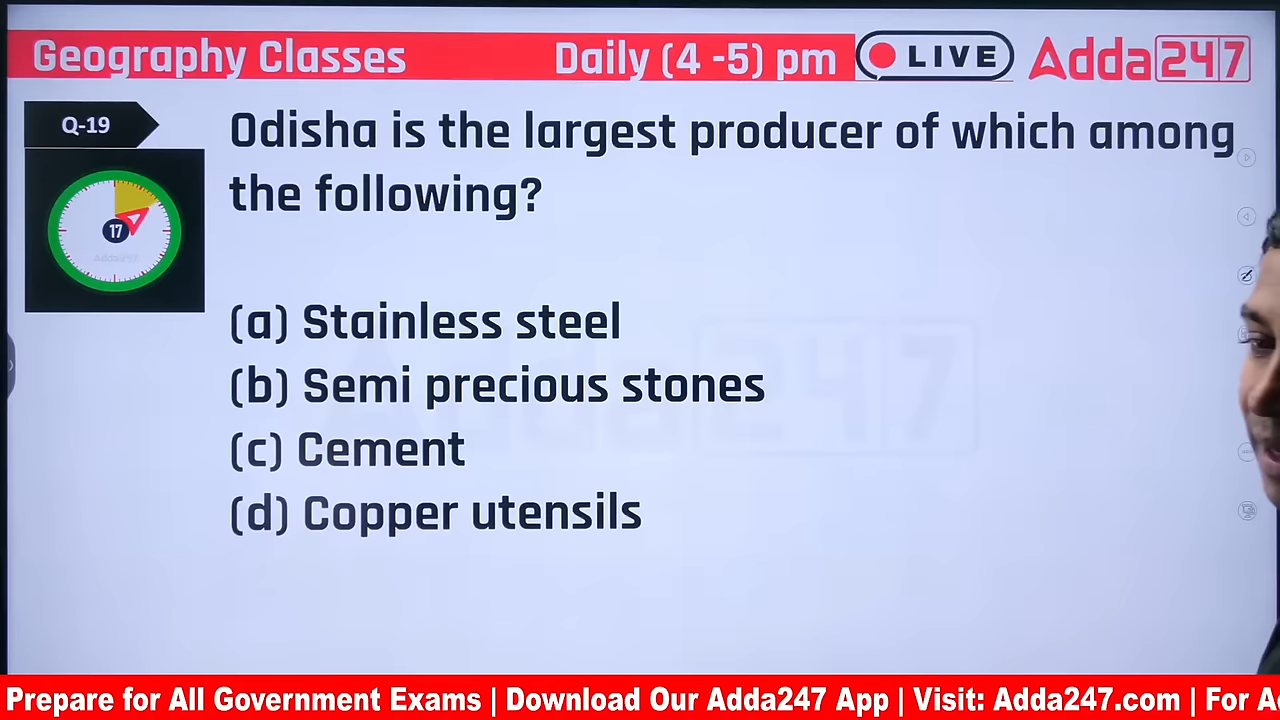 Geography Classes Daily (4 -5) pm LIVE Adda247
Q-19
Odisha is the largest producer of which among
the following?
17
Adda247
(a) Stainless steel
(b) Semi precious stones
(c) Cement
(d) Copper utensils
Adda247
Prepare for All Government Exams | Download Our Adda247 App | Visit: Adda247.com | For A